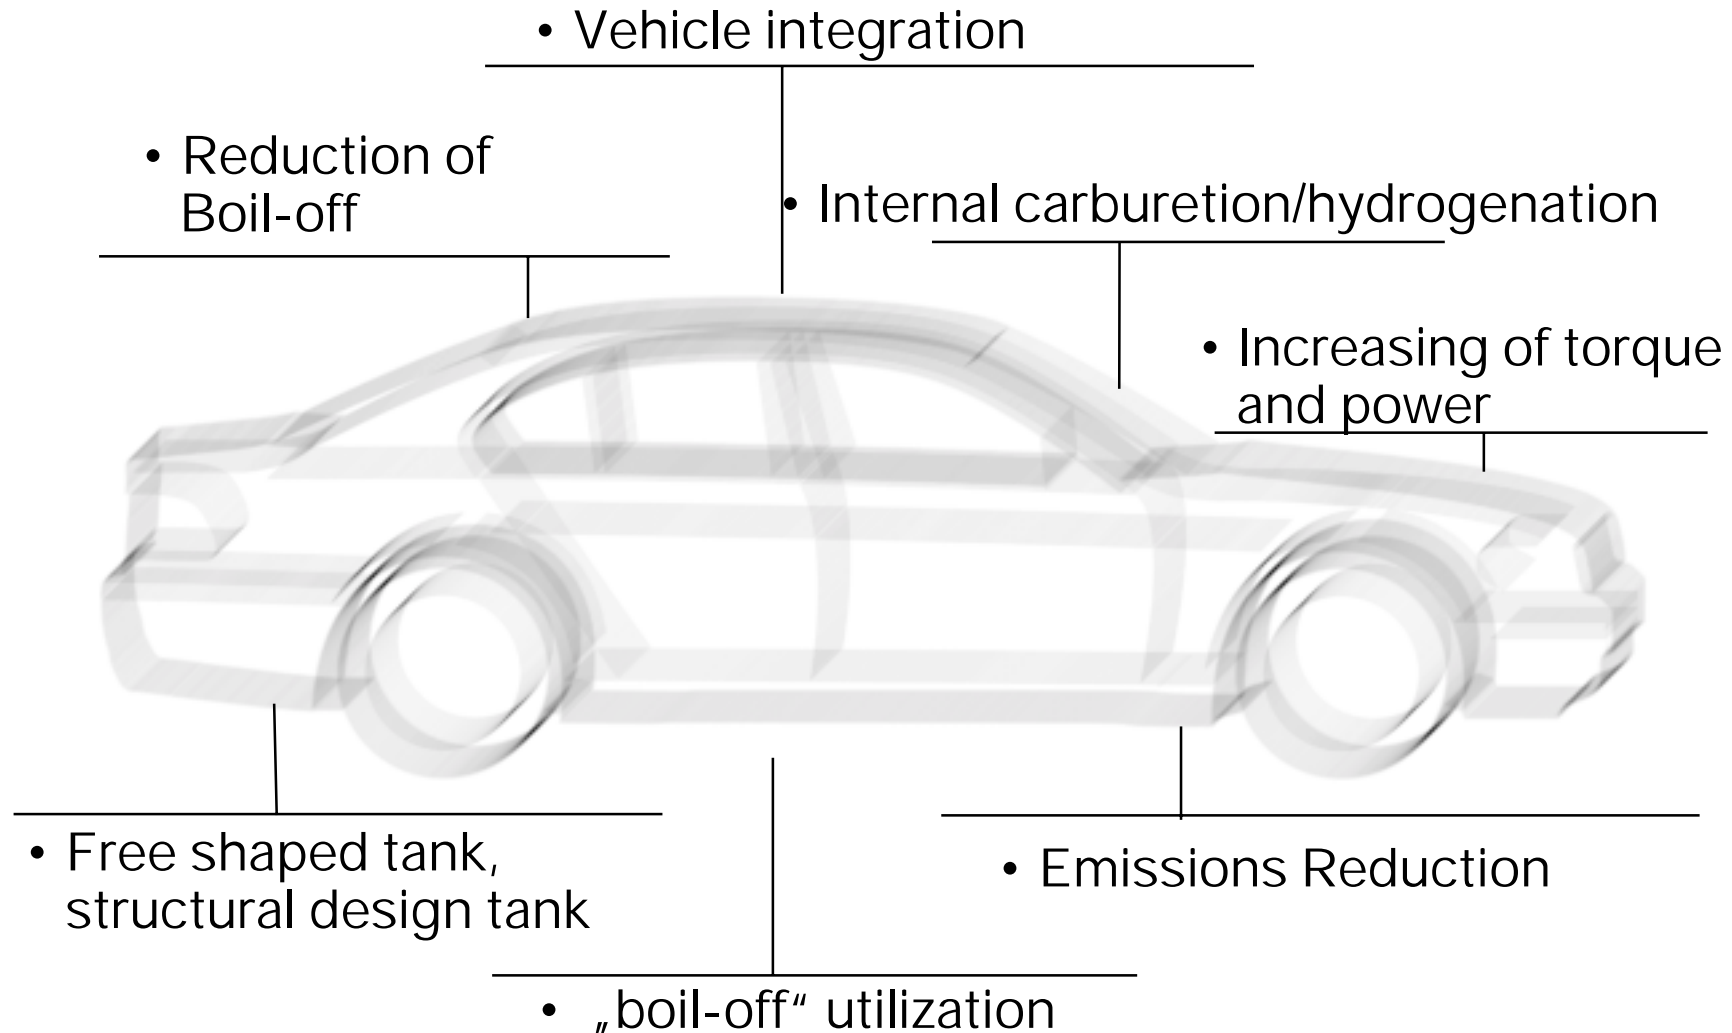 • Vehicle integration
• Reduction of
Boil-off
• Internal carburetion/hydrogenation
• Increasing of torque
and power
• Free shaped tank,
structural design tank
• Emissions Reduction
• „boil-off“ utilization